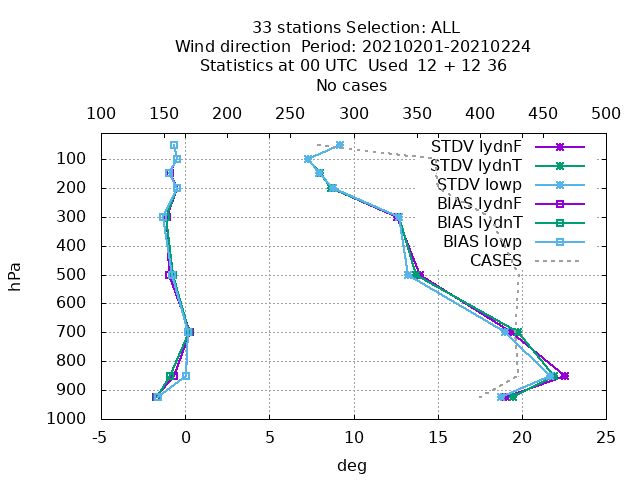 33 stations Selection: ALL
Wind direction  Period: 20210201-20210224
Statistics at 00 UTC  Used  12 + 12 36
No cases
100 150 200 250 300 350 400 450 500
STDV lydnF
STDV lydnT
STDV lowp
BIAS lydnF
BIAS lydnT
BIAS lowp
CASES
hPa
100
200
300
400
500
600
700
800
900
1000
-5 0 5 10 15 20 25
deg